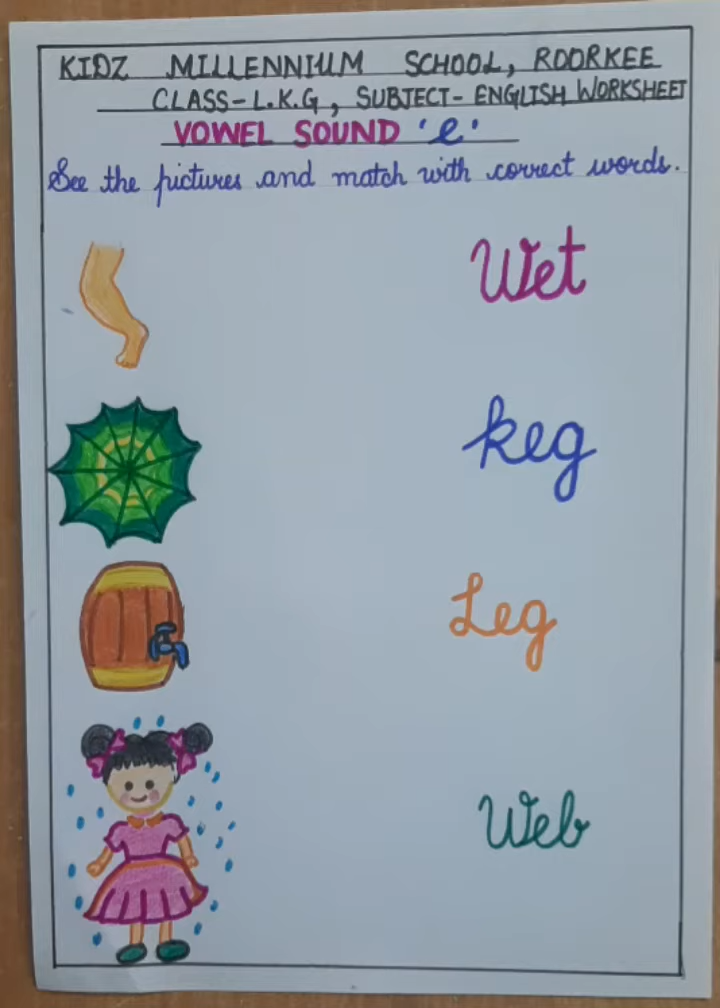 KIDZ MILLENNIUM SCHOOL, ROORKEE
CLASS-L.K.G, SUBJECT- ENGLISH WORKSHEET
VOWEL SOUND 'e'
See the pictures and match with correct words.
Wet
keg
Leg
Web